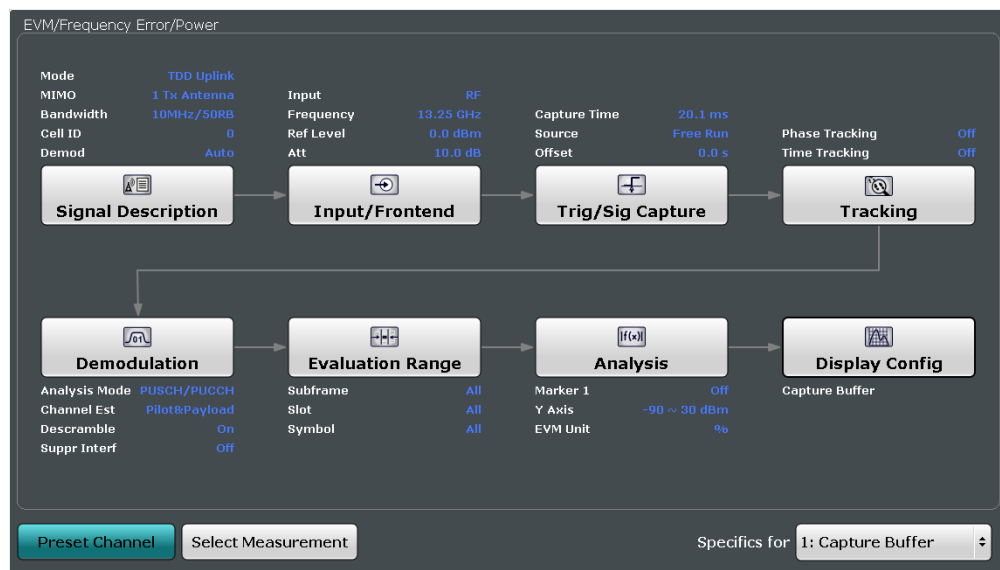 EVM/Frequency Error/Power
Mode TDD Uplink
MIMO 1 Tx Antenna
Bandwidth 10MHz/50RB
Cell ID 0
Demod Auto
Signal Description
Input RF
Frequency 13.25 GHz
Ref Level 0.0 dBm
Att 10.0 dB
Input/Frontend
Capture Time 20.1 ms
Source Free Run
Offset 0.0 s
Trig/Sig Capture
Phase Tracking Off
Time Tracking Off
Tracking
01
Demodulation
Analysis Mode PUSCH/PUCCH
Channel Est Pilot&Payload
Descramble On
Suppr Interf Off
Evaluation Range
Subframe All
Slot All
Symbol All
|f(x)|
Analysis
Marker 1 Off
Y Axis -90 ~ 30 dBm
EVM Unit %
Display Config
Capture Buffer
Preset Channel
Select Measurement
Specifics for 1: Capture Buffer